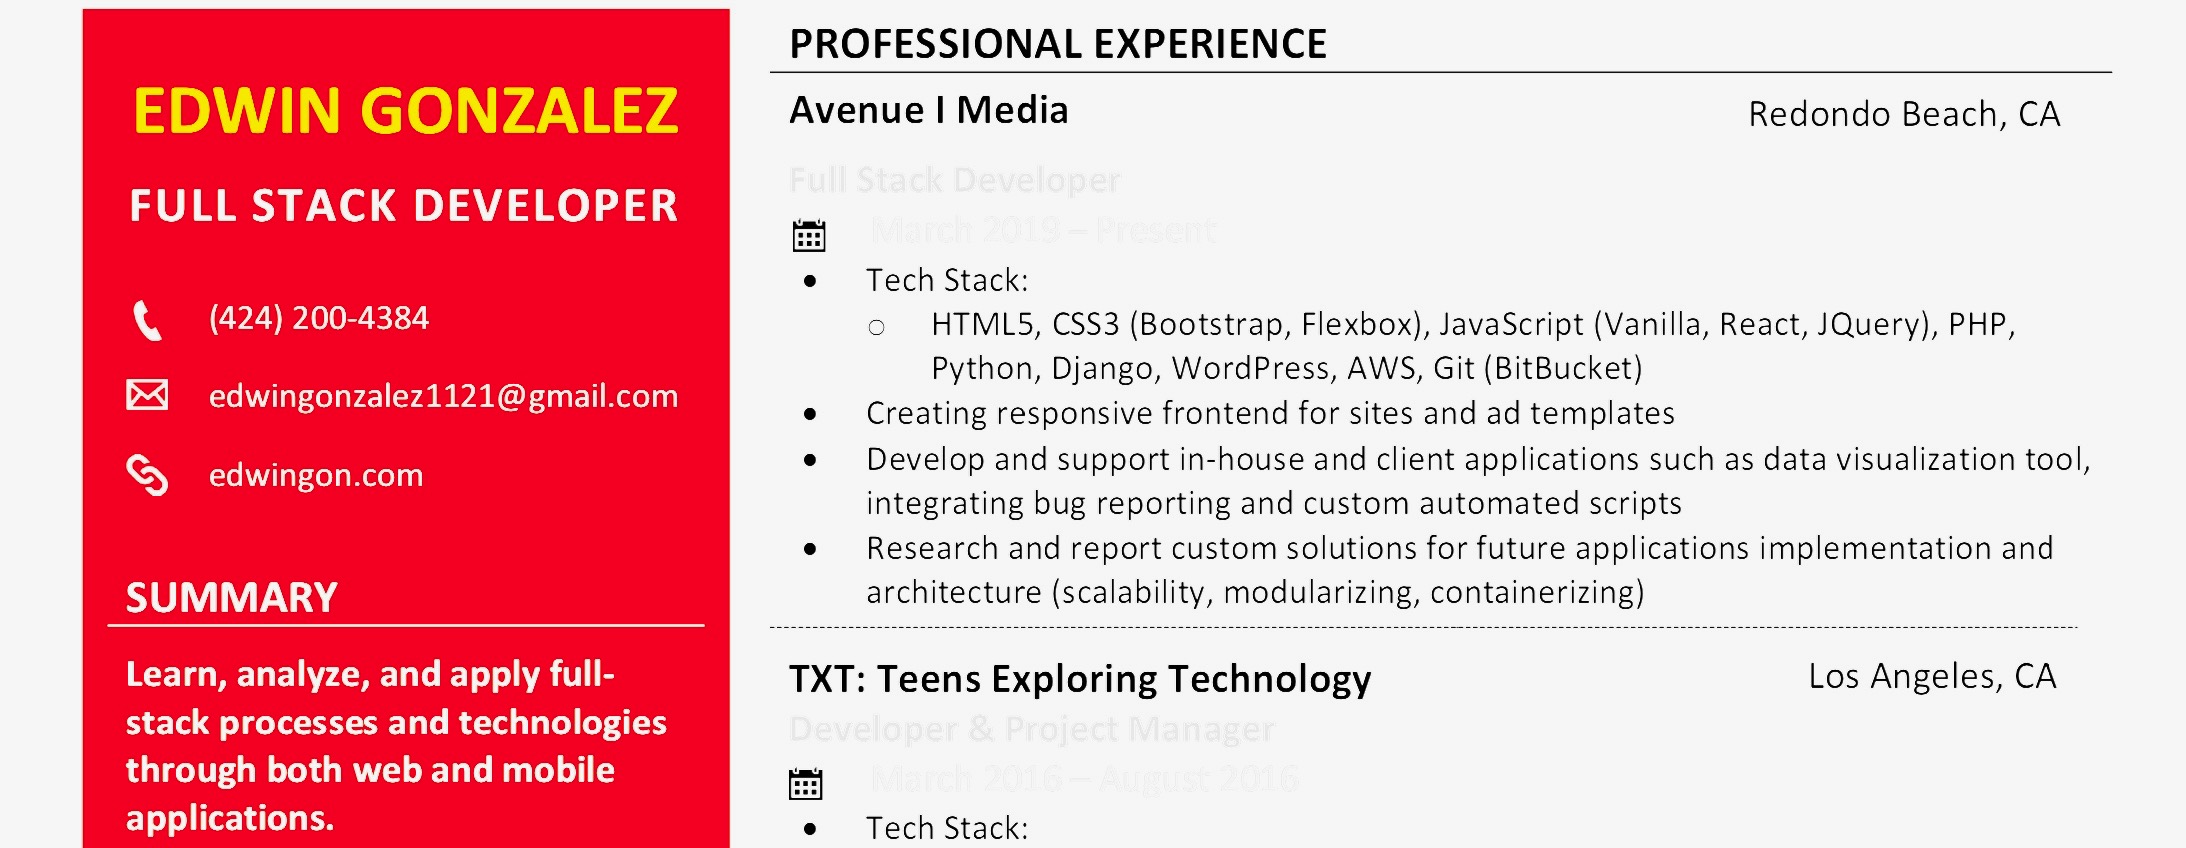 EDWIN GONZALEZ
FULL STACK DEVELOPER
(424) 200-4384
edwingonzalez1121@gmail.com
edwingon.com
SUMMARY
Learn, analyze, and apply full-
stack processes and technologies
through both web and mobile
applications.
PROFESSIONAL EXPERIENCE
Avenue I Media
Redondo Beach, CA
Full Stack Developer
March 2019 – Present
• Tech Stack:
○ HTML5, CSS3 (Bootstrap, Flexbox), JavaScript (Vanilla, React, JQuery), PHP,
Python, Django, WordPress, AWS, Git (BitBucket)
• Creating responsive frontend for sites and ad templates
• Develop and support in-house and client applications such as data visualization tool,
integrating bug reporting and custom automated scripts
• Research and report custom solutions for future applications implementation and
architecture (scalability, modularizing, containerizing)
TXT: Teens Exploring Technology
Los Angeles, CA
Developer & Project Manager
March 2016 – August 2016
• Tech Stack: